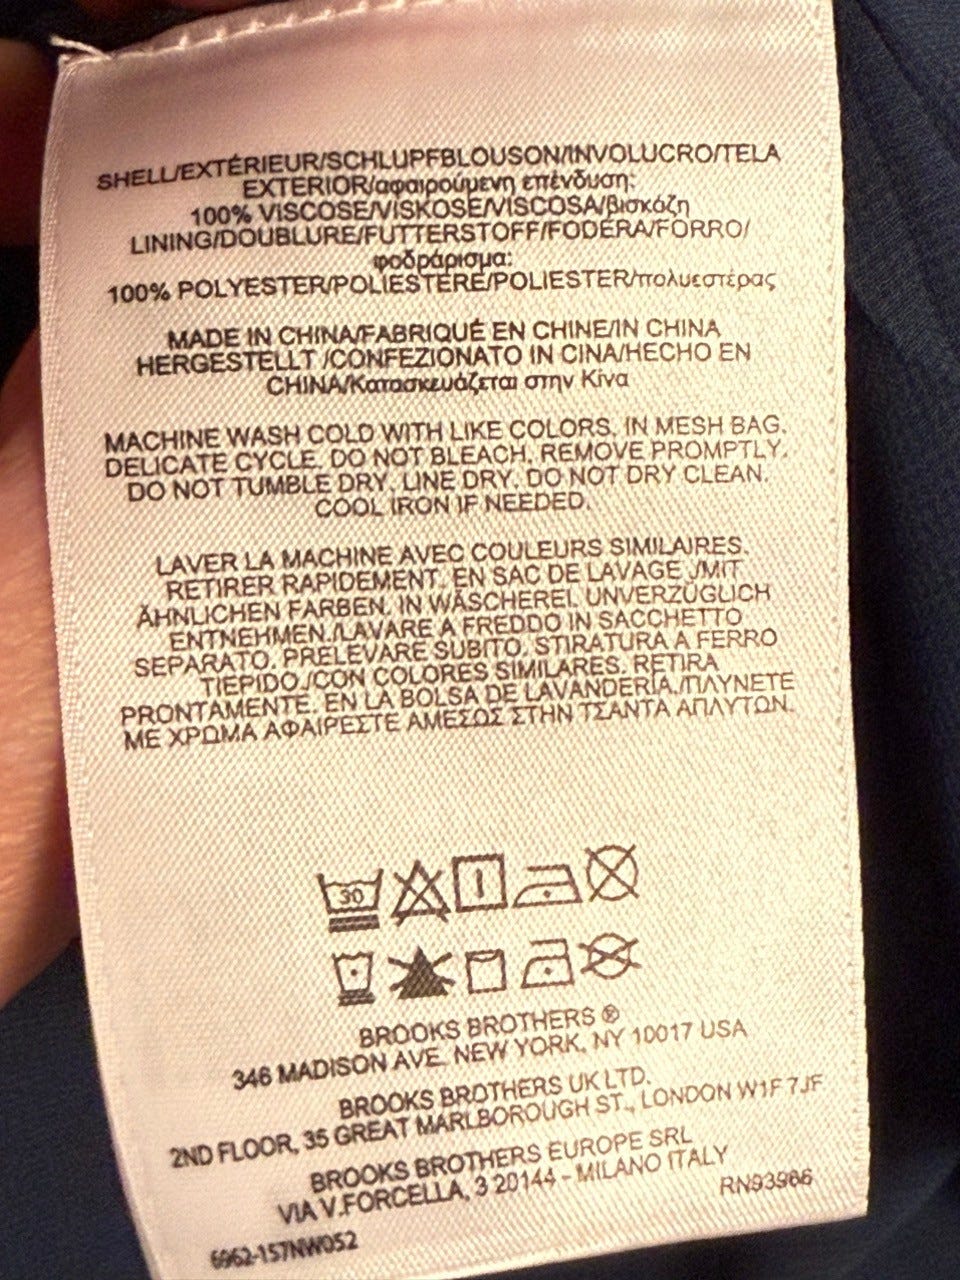 SHELL/EXTÉRIEUR/SCHLUPFBLOUSON/INVOLUCRO/TELA
EXTERIOR/αφαιρούμενη επένδυση:
100% VISCOSE/VISKOSE/VISCOSA/βισκόζη
LINING/DOUBLURE/FUTTERSTOFF/FODERA/FORRO/
φοδράρισμα:
100% POLYESTER/POLIESTERE/POLIESTER/πολυεστέρας
MADE IN CHINA/FABRIQUÉ EN CHINE/IN CHINA
HERGESTELLT /CONFEZIONATO IN CINA/HECHO EN
CHINA/Κατασκευάζεται στην Κίνα
MACHINE WASH COLD WITH LIKE COLORS. IN MESH BAG.
DELICATE CYCLE. DO NOT BLEACH. REMOVE PROMPTLY.
DO NOT TUMBLE DRY. LINE DRY. DO NOT DRY CLEAN.
COOL IRON IF NEEDED.
LAVER LA MACHINE AVEC COULEURS SIMILAIRES.
RETIRER RAPIDEMENT. EN SAC DE LAVAGE ./MIT
ÄHNLICHEN FARBEN. IN WÄSCHEREI. UNVERZÜGLICH
ENTNEHMEN./LAVARE A FREDDO IN SACCHETTO
SEPARATO. PRELEVARE SUBITO. STIRATURA A FERRO
TIEPIDO./CON COLORES SIMILARES. RETIRA
PRONTAMENTE. EN LA BOLSA DE LAVANDERÍA./ΠΛΥΝΕΤΕ
ΜΕ ΧΡΩΜΑ ΑΦΑΙΡΕΣΤΕ ΑΜΕΣΩΣ ΣΤΗΝ ΤΣΑΝΤΑ ΑΠΛΥΤΩΝ.
30
BROOKS BROTHERS ®
346 MADISON AVE. NEW YORK, NY 10017 USA
BROOKS BROTHERS UK LTD.
2ND FLOOR, 35 GREAT MARLBOROUGH ST., LONDON W1F 7JF
BROOKS BROTHERS EUROPE SRL
VIA V.FORCELLA, 3 20144 - MILANO ITALY
RN93986
6962-157NW052